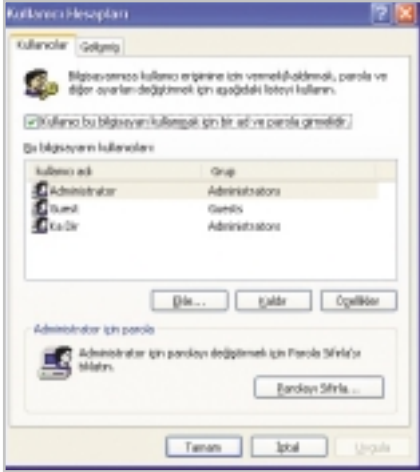 Kullanıcı Hesapları
Kullanıcılar Gelişmiş
Bilgisayarınıza kullanıcı erişimine izin vermek/kaldırmak, parola ve
diğer ayarları değiştirmek için aşağıdaki listeyi kullanın.
Kullanıcı bu bilgisayarı kullanmak için bir ad ve parola girmelidir.
Bu bilgisayarın kullanıcıları:
Kullanıcı adı Grup
Administrator Administrators
Guest Guests
Ka Dir Administrators
Ekle... Kaldır Özellikler
Administrator için parola
Administrator için parolayı değiştirmek için Parola Sıfırla'yı
tıklatın.
Parolayı Sıfırla...
Tamam İptal Uygula